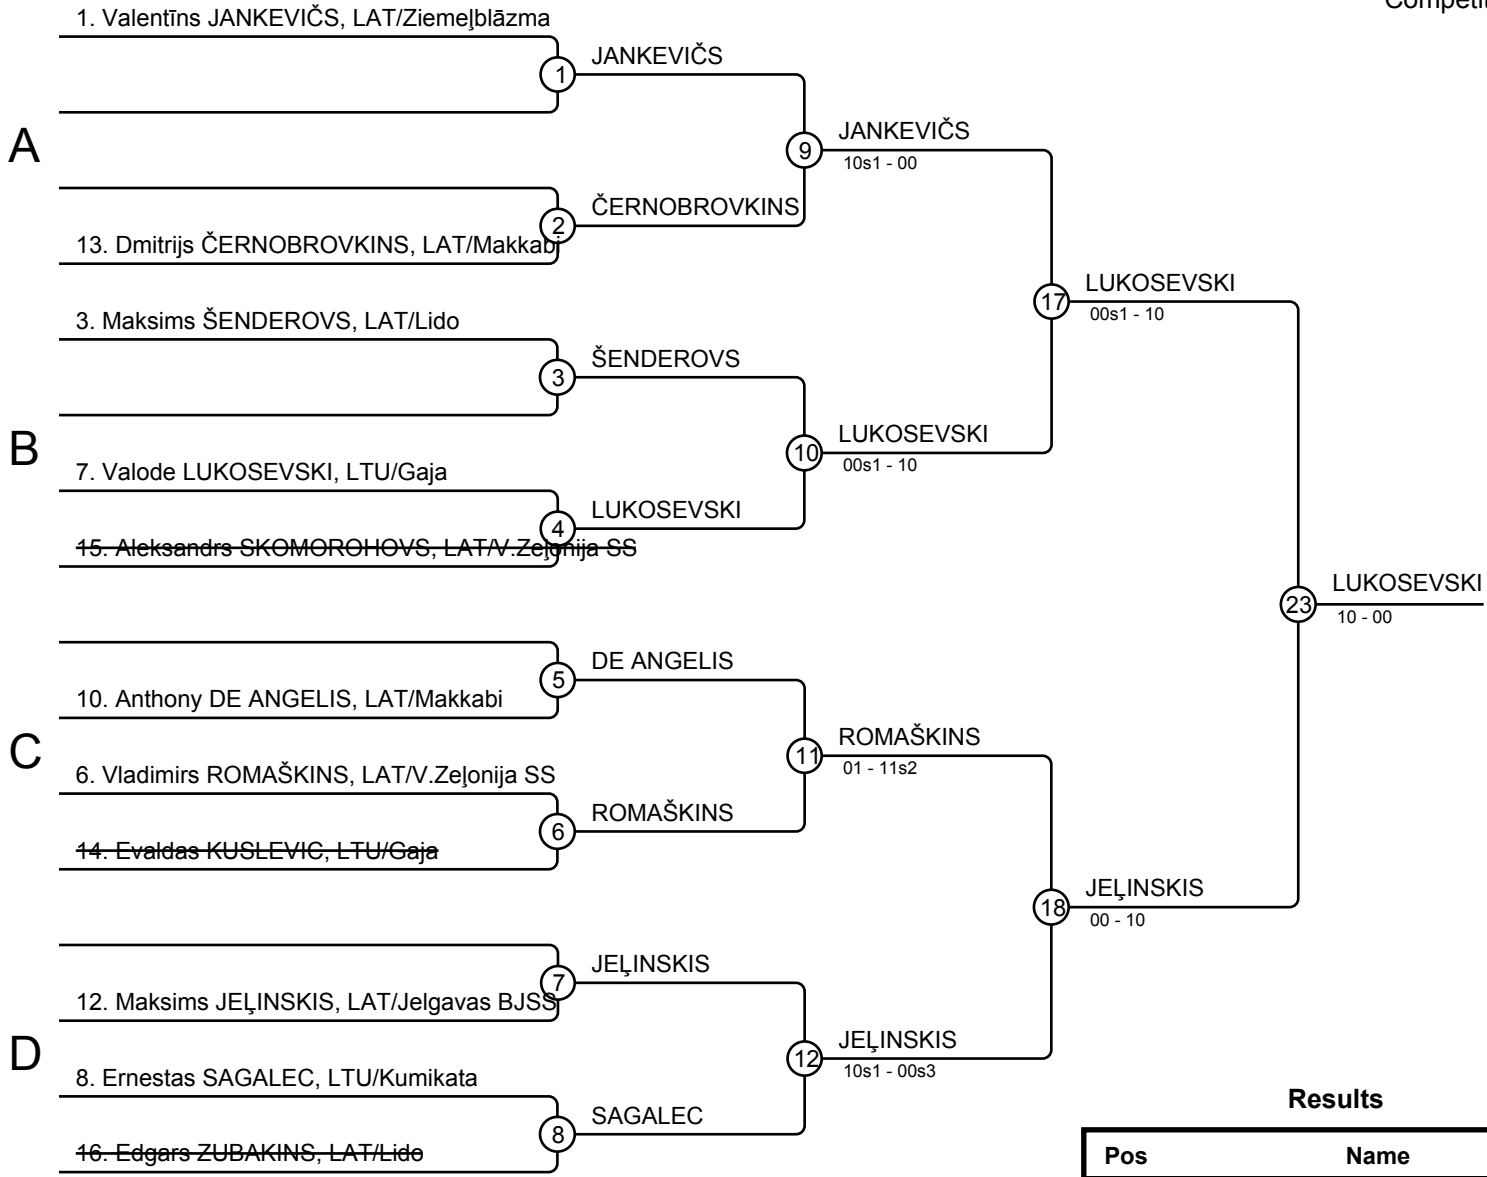 Competit
1. Valentīns JANKEVIČS, LAT/Ziemeļblāzma
JANKEVIČS
1
A
JANKEVIČS
9
10s1 - 00
ČERNOBROVKINS
2
13. Dmitrijs ČERNOBROVKINS, LAT/Makkabi
LUKOSEVSKI
17
00s1 - 10
3. Maksims ŠENDEROVS, LAT/Lido
ŠENDEROVS
3
B
LUKOSEVSKI
10
00s1 - 10
7. Valode LUKOSEVSKI, LTU/Gaja
LUKOSEVSKI
4
15. Aleksandrs SKOMOROHOVS, LAT/V.Zeļonija SS
LUKOSEVSKI
23
10 - 00
DE ANGELIS
5
10. Anthony DE ANGELIS, LAT/Makkabi
C
ROMAŠKINS
11
01 - 11s2
6. Vladimirs ROMAŠKINS, LAT/V.Zeļonija SS
ROMAŠKINS
6
14. Evaldas KUSLEVIC, LTU/Gaja
JEĻINSKIS
18
00 - 10
JEĻINSKIS
7
12. Maksims JEĻINSKIS, LAT/Jelgavas BJSS
D
JEĻINSKIS
12
10s1 - 00s3
8. Ernestas SAGALEC, LTU/Kumikata
SAGALEC
8
16. Edgars ZUBAKINS, LAT/Lido
Results
Pos Name